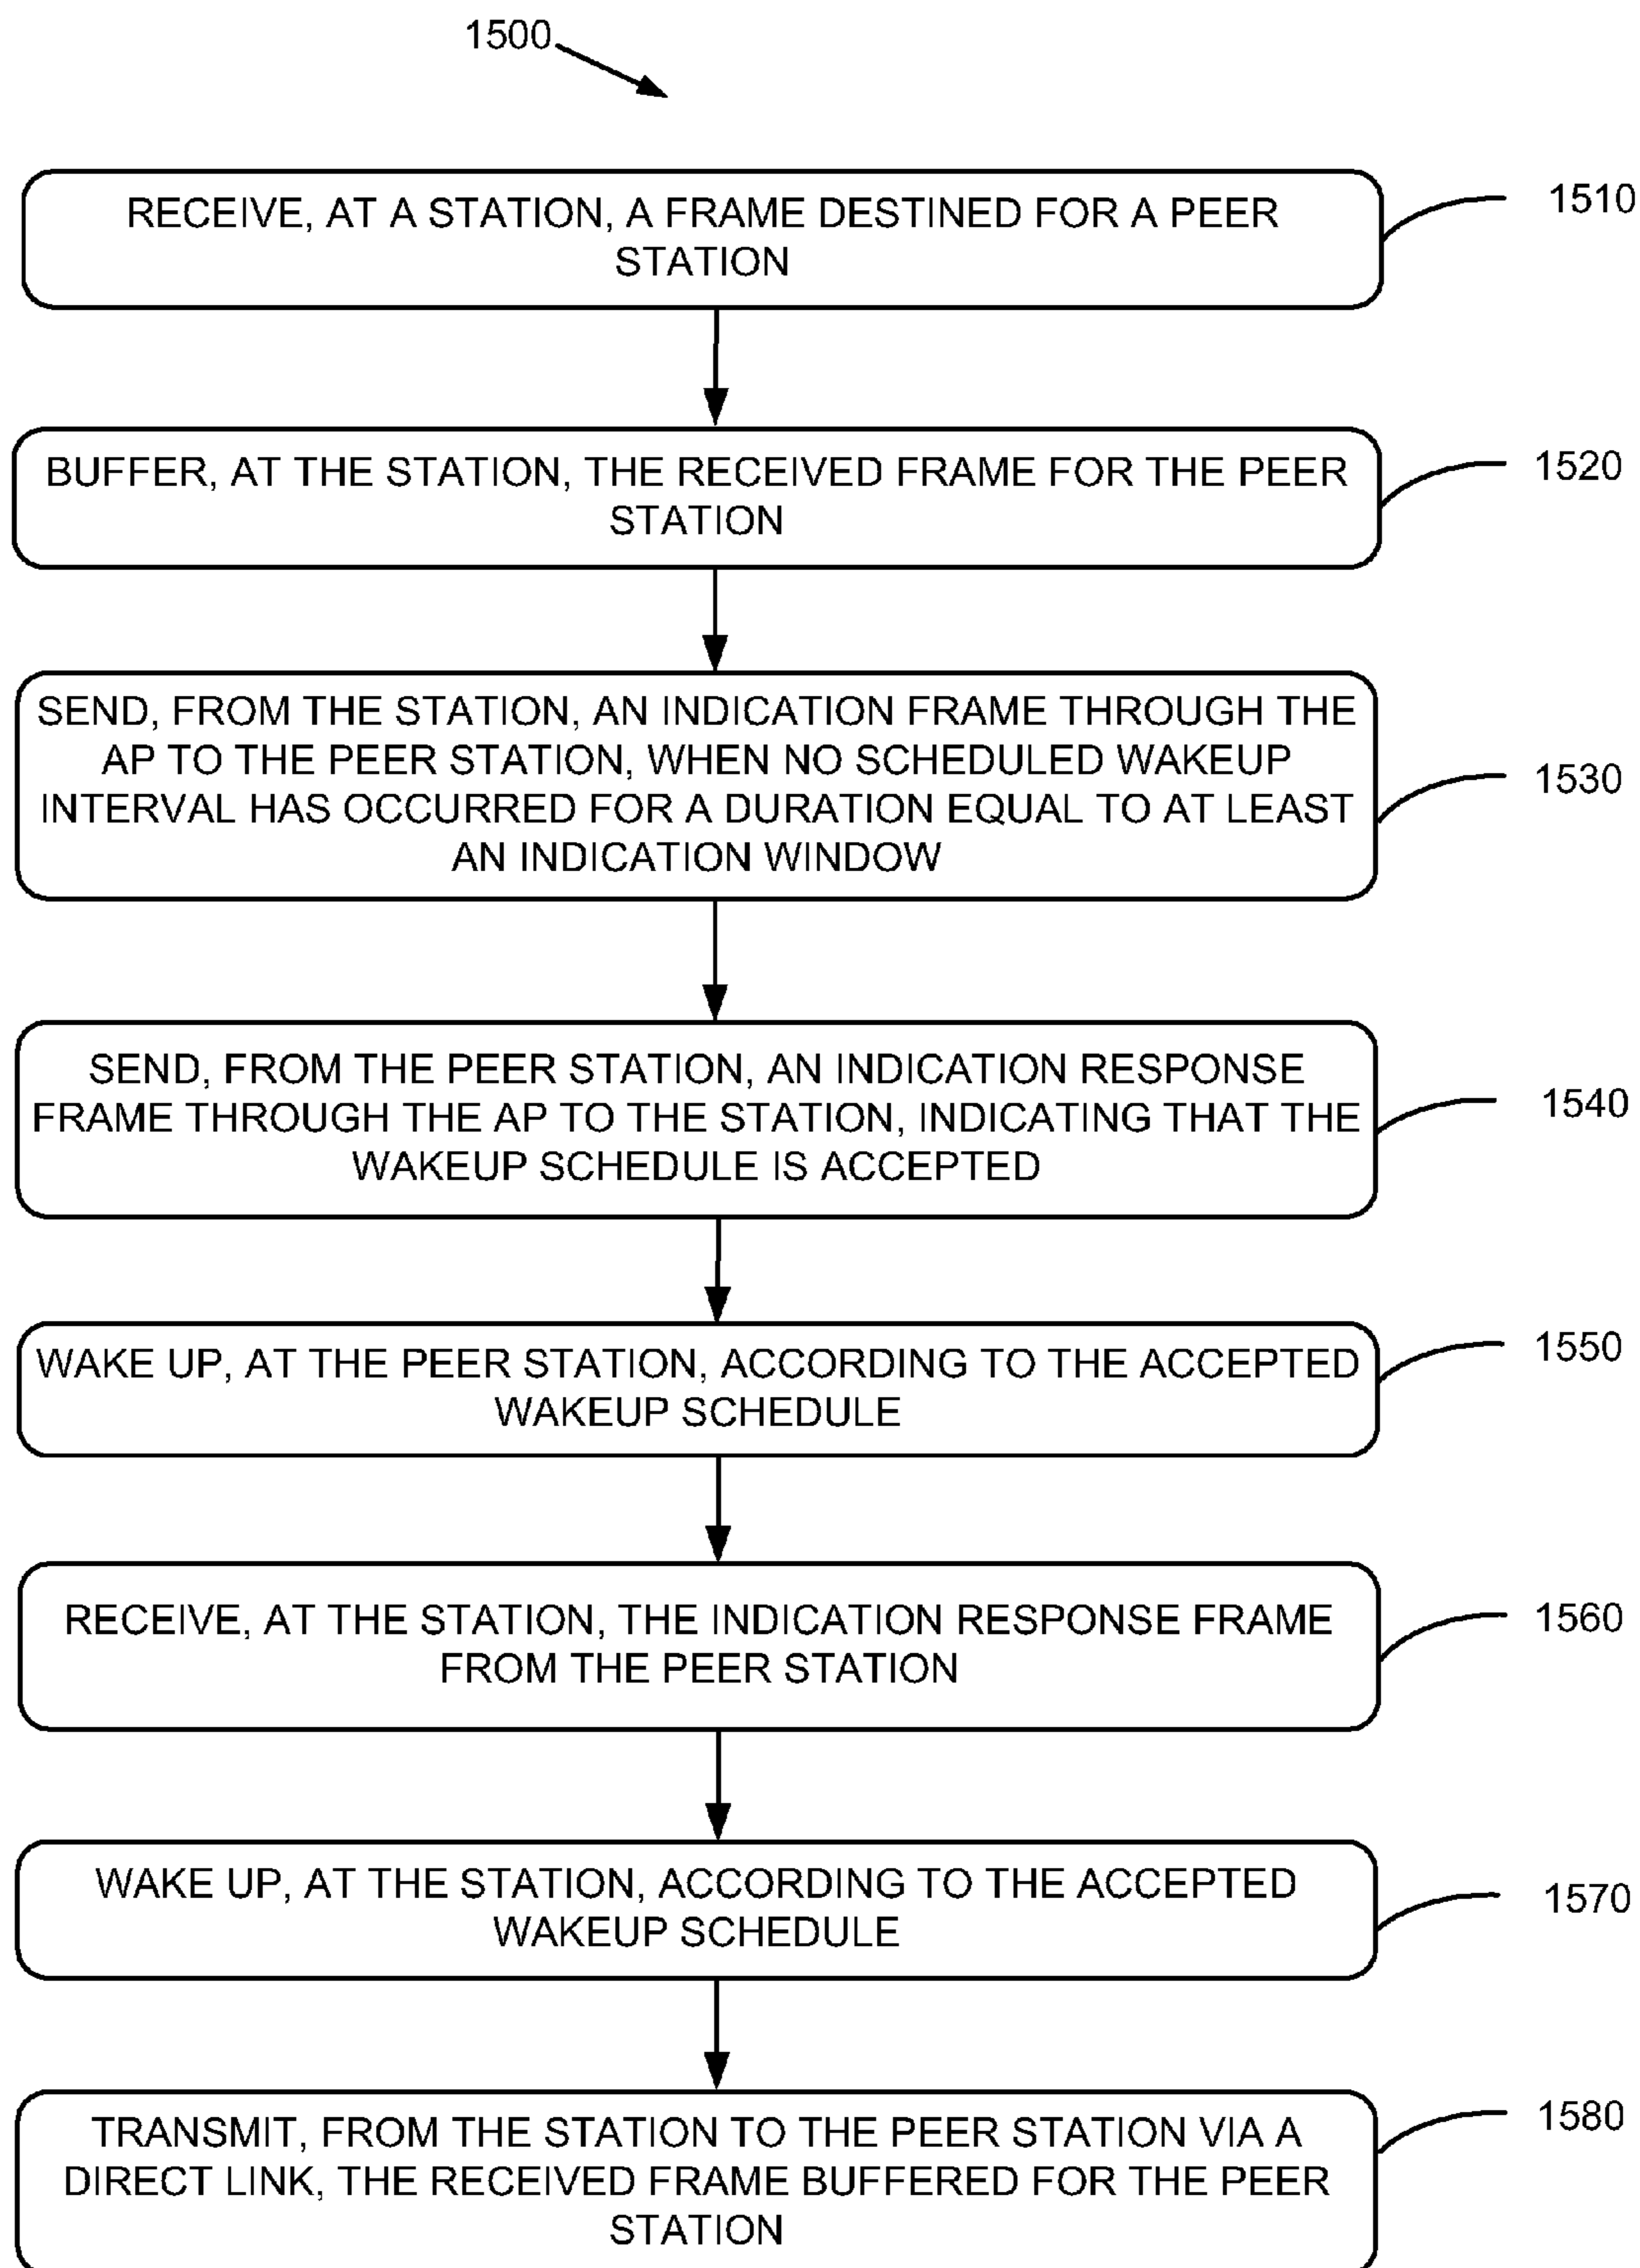 1500
RECEIVE, AT A STATION, A FRAME DESTINED FOR A PEER
STATION
1510
BUFFER, AT THE STATION, THE RECEIVED FRAME FOR THE PEER
STATION
1520
SEND, FROM THE STATION, AN INDICATION FRAME THROUGH THE
AP TO THE PEER STATION, WHEN NO SCHEDULED WAKEUP
INTERVAL HAS OCCURRED FOR A DURATION EQUAL TO AT LEAST
AN INDICATION WINDOW
1530
SEND, FROM THE PEER STATION, AN INDICATION RESPONSE
FRAME THROUGH THE AP TO THE STATION, INDICATING THAT THE
WAKEUP SCHEDULE IS ACCEPTED
1540
WAKE UP, AT THE PEER STATION, ACCORDING TO THE ACCEPTED
WAKEUP SCHEDULE
1550
RECEIVE, AT THE STATION, THE INDICATION RESPONSE FRAME
FROM THE PEER STATION
1560
WAKE UP, AT THE STATION, ACCORDING TO THE ACCEPTED
WAKEUP SCHEDULE
1570
TRANSMIT, FROM THE STATION TO THE PEER STATION VIA A
DIRECT LINK, THE RECEIVED FRAME BUFFERED FOR THE PEER
STATION
1580